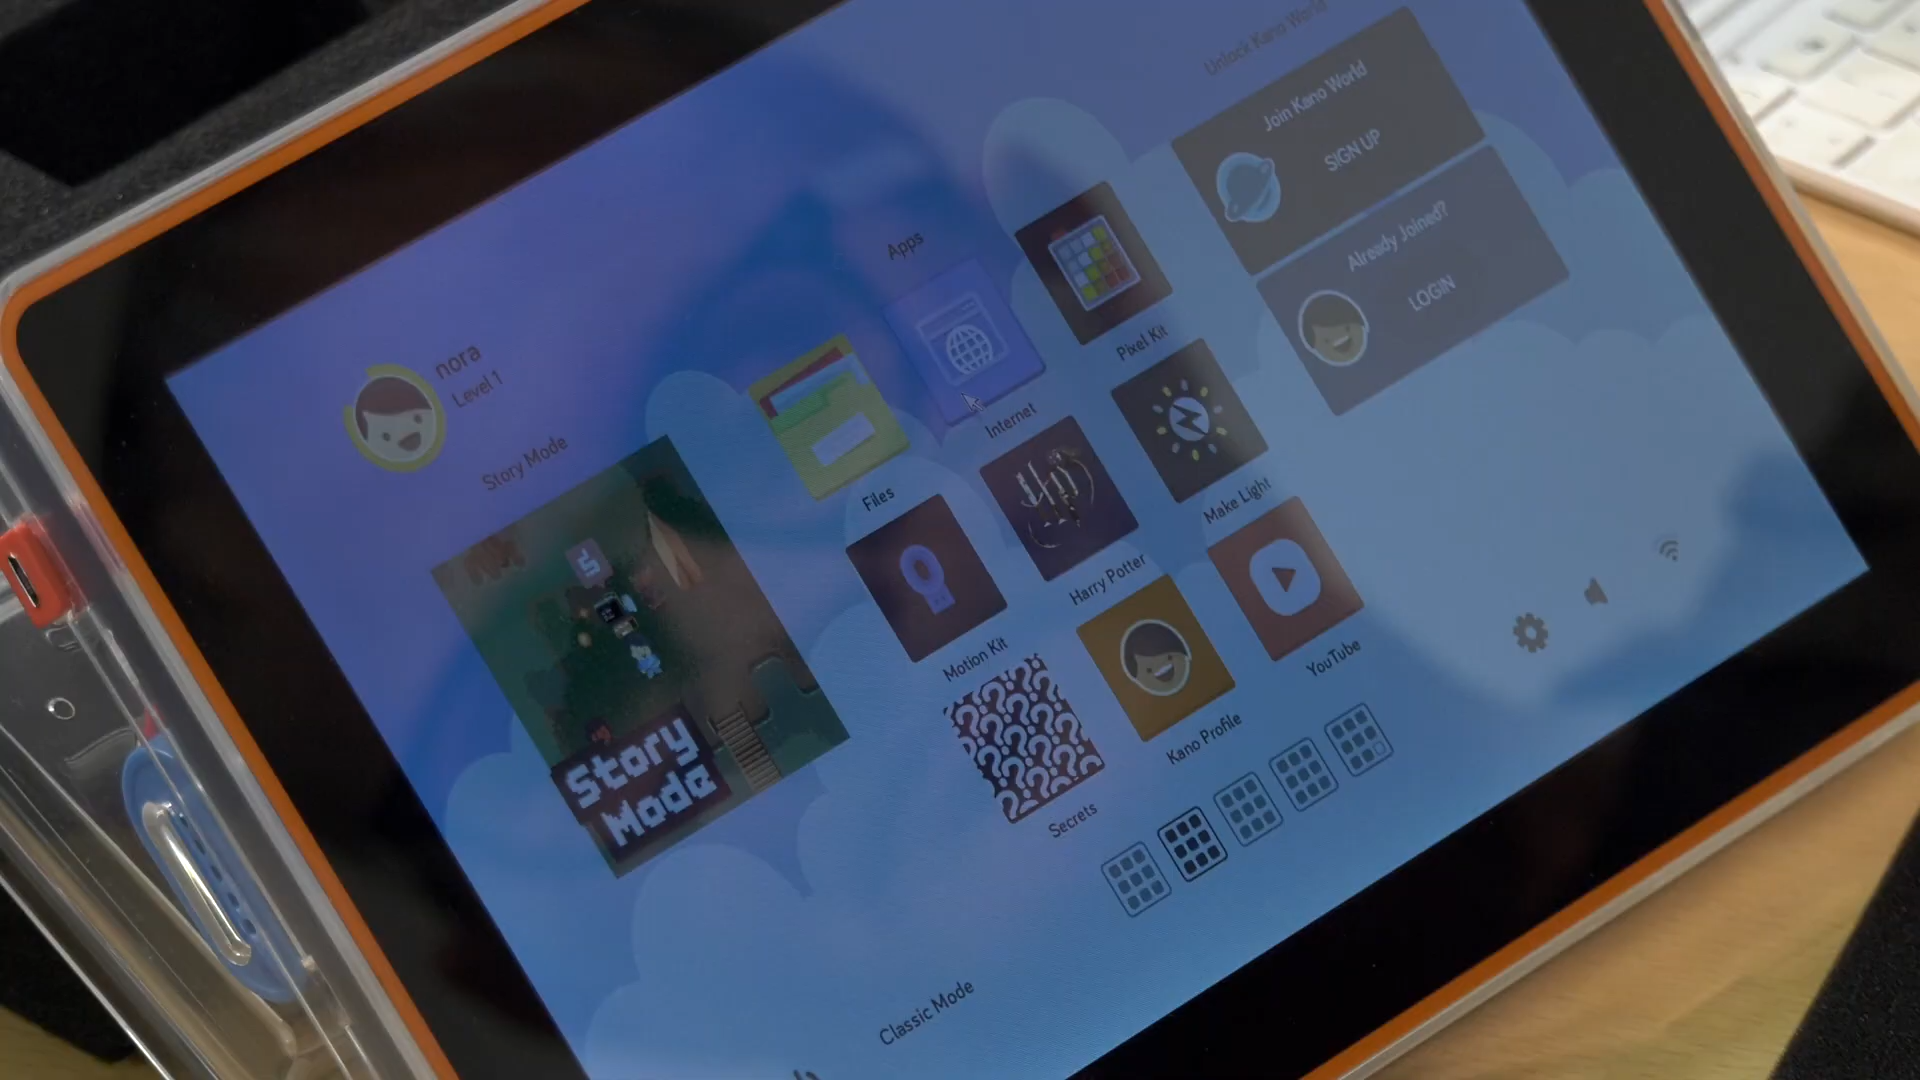 nora
Level 1
Story Mode
Story
Mode
Apps
Files
Internet
Pixel Kit
Motion Kit
Harry Potter
Make Light
Secrets
Kano Profile
YouTube
Unlock Kano World
Join Kano World
SIGN UP
Already Joined?
LOGIN
Classic Mode